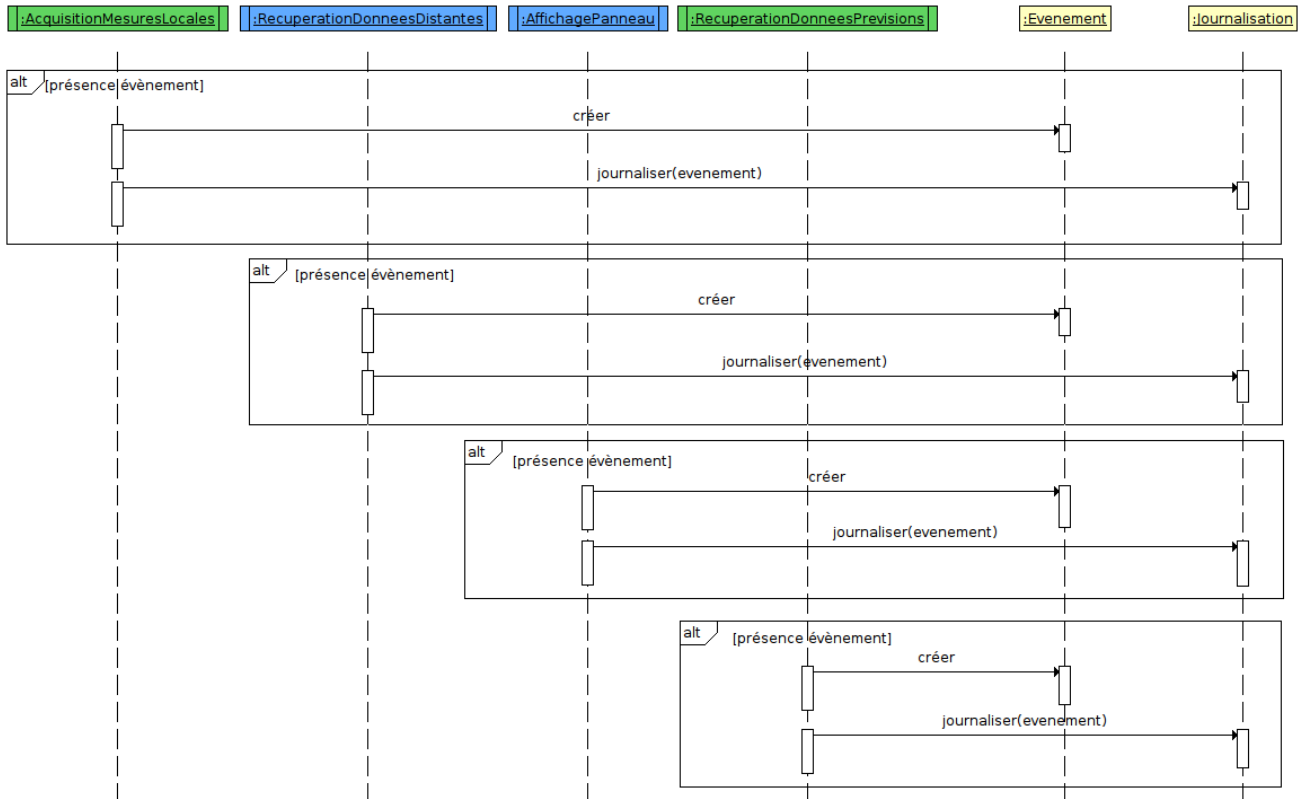 :AcquisitionMesuresLocales :RecuperationDonneesDistantes :AffichagePanneau :RecuperationDonneesPrevisions :Evenement :Journalisation
alt [présence évènement]
créer
journaliser(evenement)
alt [présence évènement]
créer
journaliser(evenement)
alt [présence évènement]
créer
journaliser(evenement)
alt [présence évènement]
créer
journaliser(evenement)